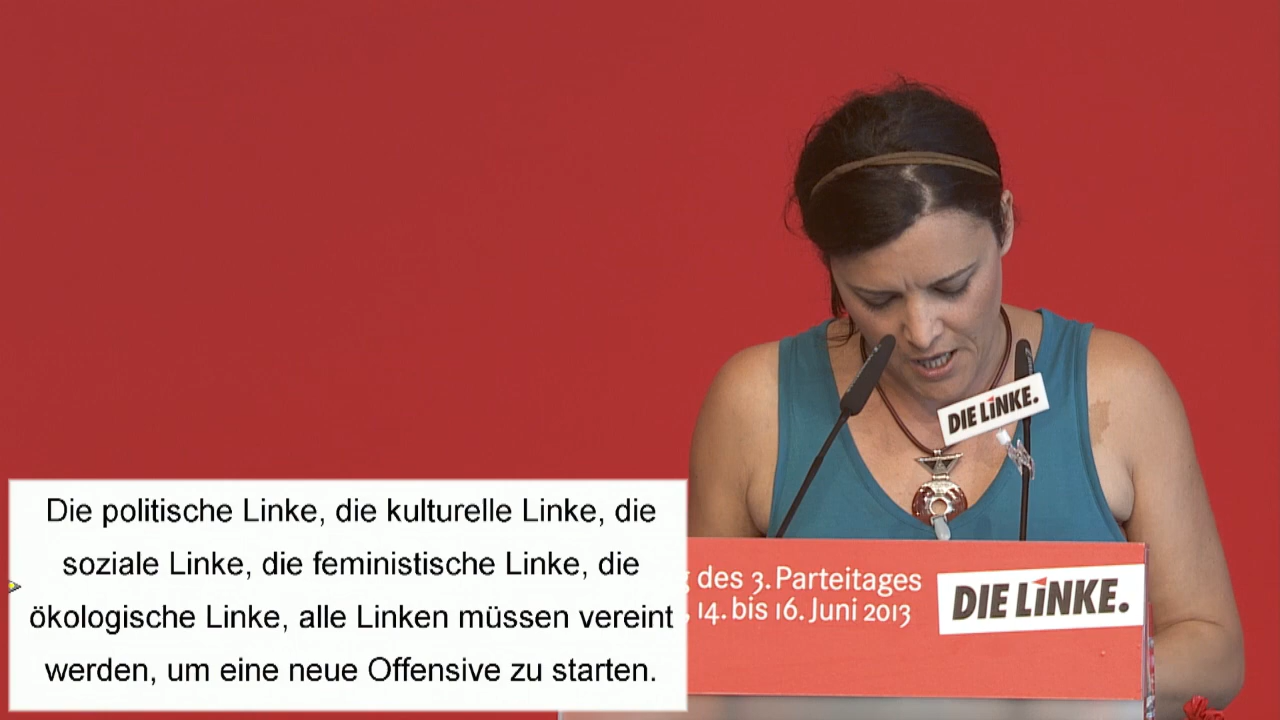 Die politische Linke, die kulturelle Linke, die
soziale Linke, die feministische Linke, die
ökologische Linke, alle Linken müssen vereint
werden, um eine neue Offensive zu starten.
DIE LINKE.
des 3. Parteitages
14. bis 16. Juni 2013
DIE LINKE.